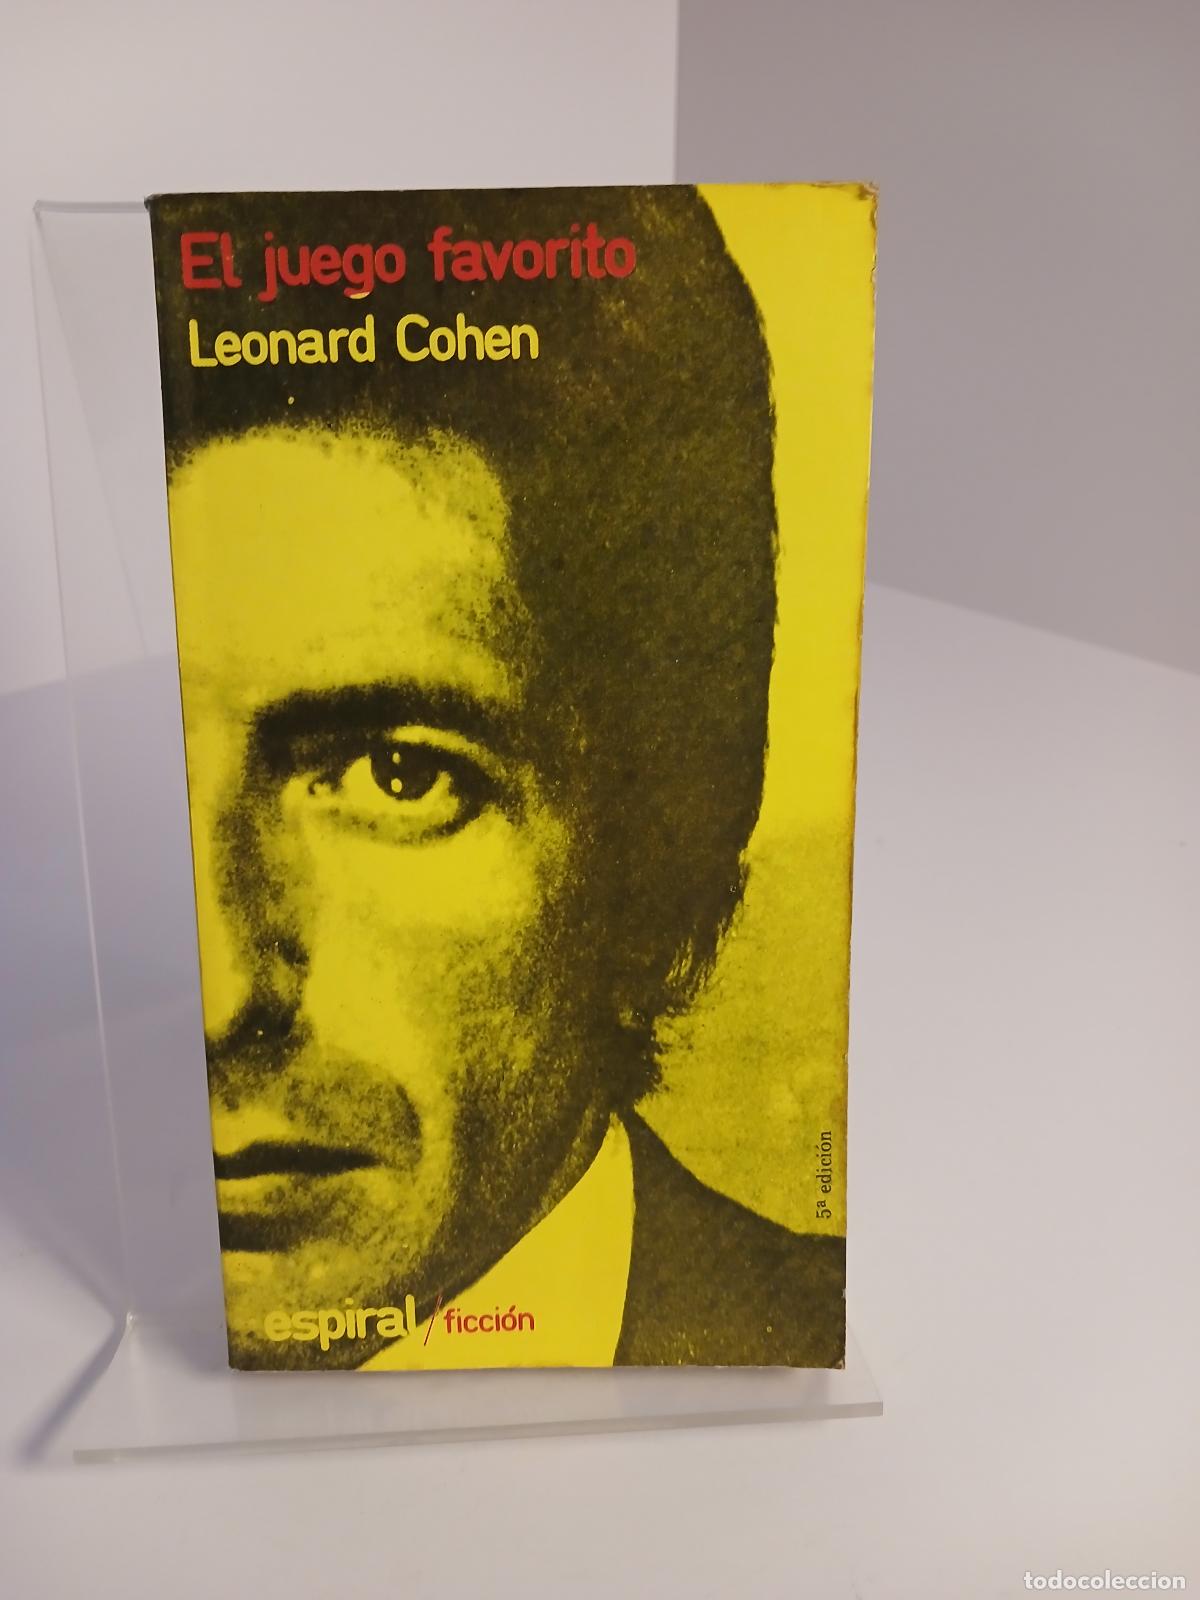 El juego favorito
Leonard Cohen
5ª edición
espiral/ficción
todocoleccion